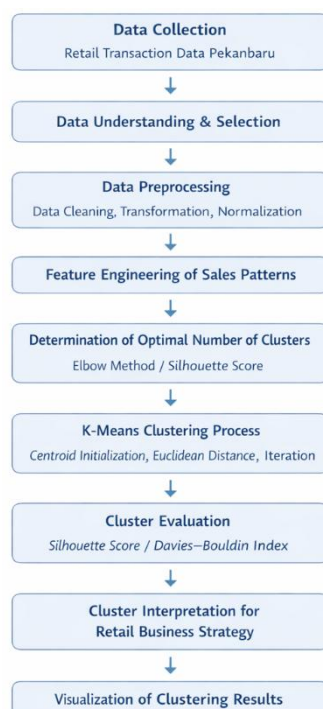 Data Collection
Retail Transaction Data Pekanbaru
Data Understanding & Selection
Data Preprocessing
Data Cleaning, Transformation, Normalization
Feature Engineering of Sales Patterns
Determination of Optimal Number of Clusters
Elbow Method / Silhouette Score
K-Means Clustering Process
Centroid Initialization, Euclidean Distance, Iteration
Cluster Evaluation
Silhouette Score / Davies–Bouldin Index
Cluster Interpretation for
Retail Business Strategy
Visualization of Clustering Results